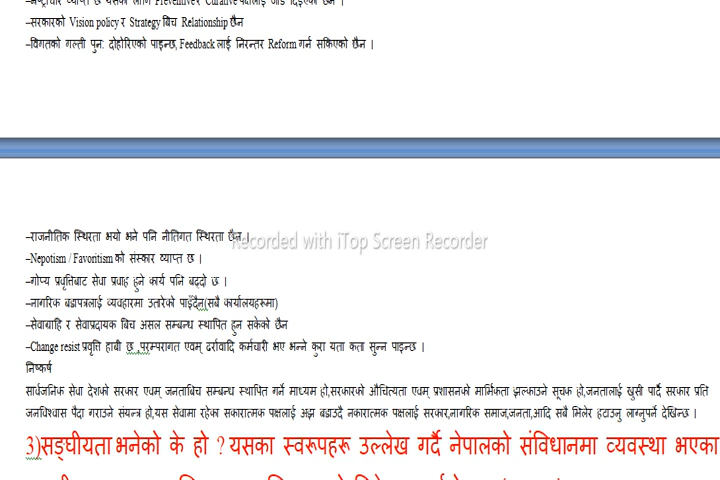 –सरकारको Vision policy र Strategy बिच Relationship छैन
–विगतको गल्ती पुन: दोहोरिएको पाइन्छ, Feedback लाई निरन्तर Reform गर्न सकिएको छैन ।
–राजनीतिक स्थिरता भयो भने पनि नीतिगत स्थिरता छैन ।
Recorded with iTop Screen Recorder
–Nepotism / Favoritism को संस्कार व्याप्त छ ।
–गोप्य प्रवृत्तिबाट सेवा प्रवाह हुने कार्य पनि बढ्दो छ ।
–नागरिक बडापत्रलाई व्यवहारमा उतारेको पाइँदैन(सबै कार्यालयहरूमा)
–सेवाग्राहि र सेवाप्रदायक बिच असल सम्बन्ध स्थापित हुन सकेको छैन
–Change resist प्रवृत्ति हाबी छ ,परम्परागत एवम् ढर्रावादि कर्मचारी भए भन्ने कुरा यता कता सुन्न पाइन्छ ।
निष्कर्ष
सार्वजनिक सेवा देशको सरकार एवम् जनताबिच सम्बन्ध स्थापित गर्ने माध्यम हो,सरकारको औचित्यता एवम् प्रशासनको मार्मिकता झल्काउने सूचक हो,जनतालाई खुसी पार्दै सरकार प्रति
जनविश्वास पैदा गराउने संयन्त्र हो,यस सेवामा रहेका सकारात्मक पक्षलाई अझ बढाउदै नकारात्मक पक्षलाई सरकार,नागरिक समाज,जनता,आदि सबै मिलेर हटाउनु लाग्नुपर्ने देखिन्छ ।
3)सङ्घीयता भनेको के हो ? यसका स्वरूपहरू उल्लेख गर्दै नेपालको संविधानमा व्यवस्था भएका